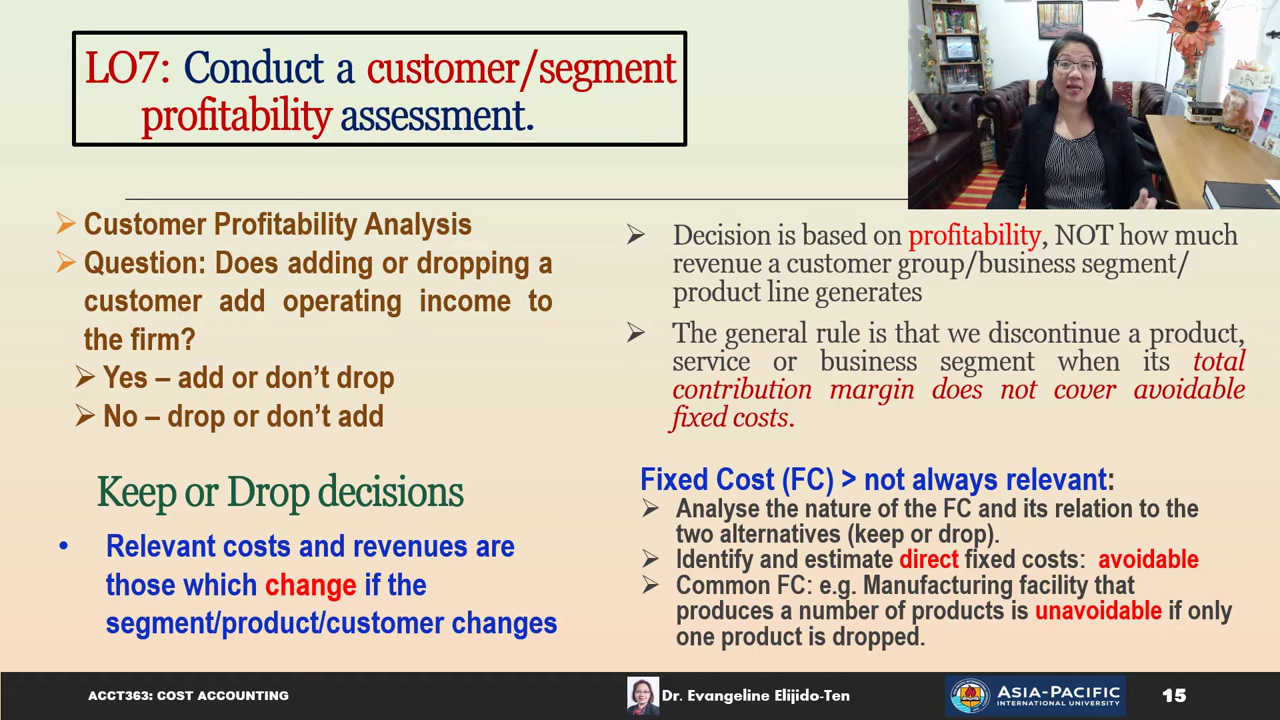 LO7: Conduct a customer/segment
profitability assessment.
➢ Customer Profitability Analysis
➢ Question: Does adding or dropping a
customer add operating income to
the firm?
➢ Yes – add or don’t drop
➢ No – drop or don’t add
Keep or Drop decisions
• Relevant costs and revenues are
those which change if the
segment/product/customer changes
➢ Decision is based on profitability, NOT how much
revenue a customer group/business segment/
product line generates
➢ The general rule is that we discontinue a product,
service or business segment when its total
contribution margin does not cover avoidable
fixed costs.
Fixed Cost (FC) > not always relevant:
➢ Analyse the nature of the FC and its relation to the
two alternatives (keep or drop).
➢ Identify and estimate direct fixed costs: avoidable
➢ Common FC: e.g. Manufacturing facility that
produces a number of products is unavoidable if only
one product is dropped.
ACCT363: COST ACCOUNTING
Dr. Evangeline Elijido-Ten
ASIA-PACIFIC
INTERNATIONAL UNIVERSITY
15